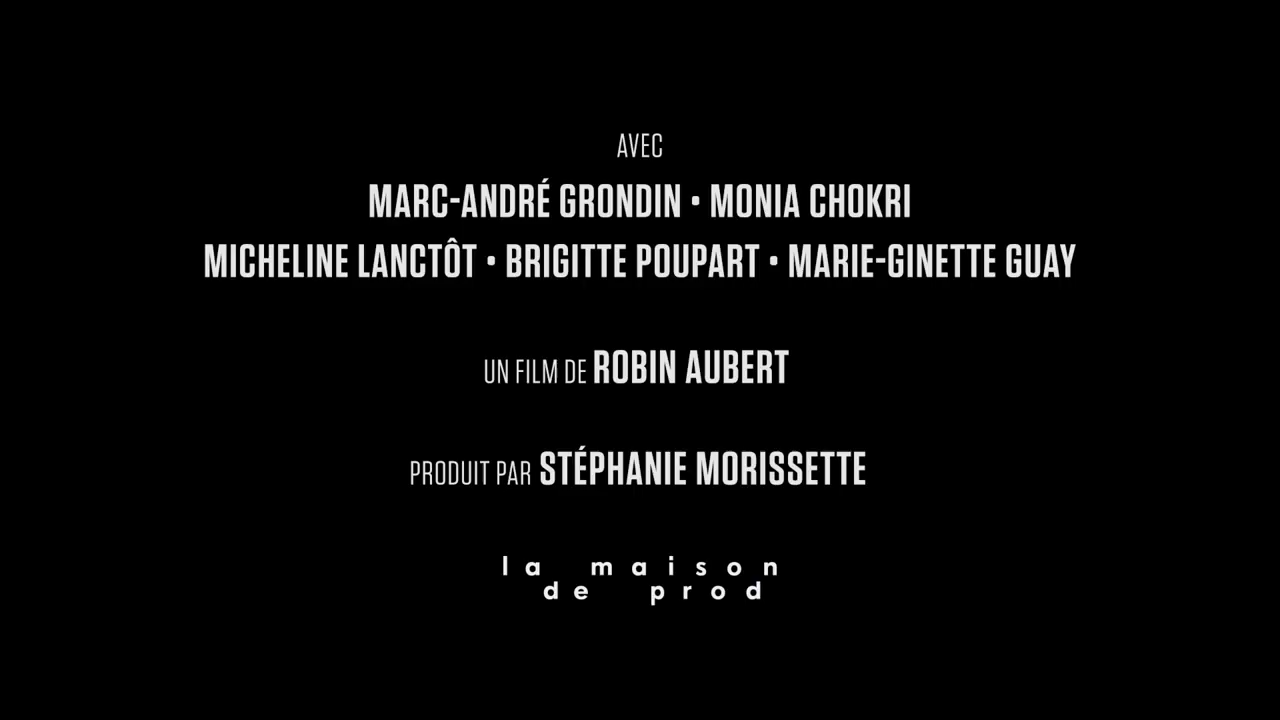 AVEC
MARC-ANDRÉ GRONDIN • MONIA CHOKRI
MICHELINE LANCTÔT • BRIGITTE POUPART • MARIE-GINETTE GUAY
UN FILM DE ROBIN AUBERT
PRODUIT PAR STÉPHANIE MORISSETTE
la maison
de prod